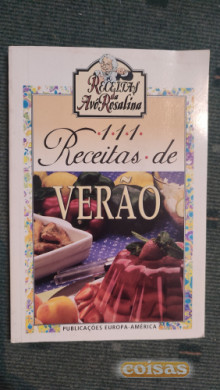 RECEITAS
da
Avó Rosalina
111
Receitas de
VERÃO
PUBLICAÇÕES EUROPA-AMÉRICA
coisas